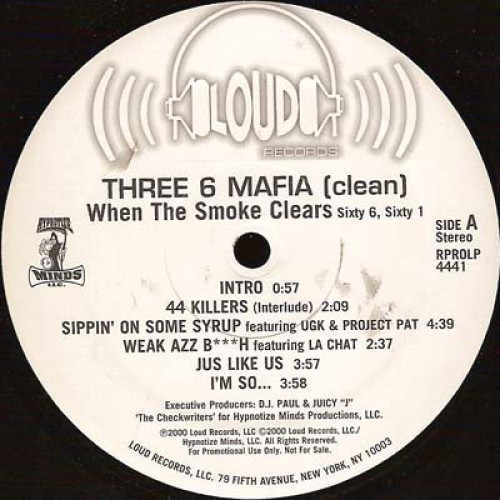 LOUD
RECORDS
THREE 6 MAFIA (clean)
When The Smoke Clears Sixty 6, Sixty 1
HYPNOTIZE
MINDS
LLC.
SIDE A
Stereo
RPROLP
4441
INTRO 0:57
44 KILLERS (Interlude) 2:09
SIPPIN' ON SOME SYRUP featuring UGK & PROJECT PAT 4:39
WEAK AZZ B***H featuring LA CHAT 2:37
JUS LIKE US 3:57
I'M SO... 3:58
Executive Producers: D.J. PAUL & JUICY "J"
'The Checkwriters' for Hypnotize Minds Productions, LLC.
℗2000 Loud Records, LLC ©2000 Loud Records, LLC./
Hypnotize Minds, LLC. All Rights Reserved.
For Promotional Use Only. Not For Sale.
LOUD RECORDS, LLC. 79 FIFTH AVENUE, NEW YORK, NY 10003